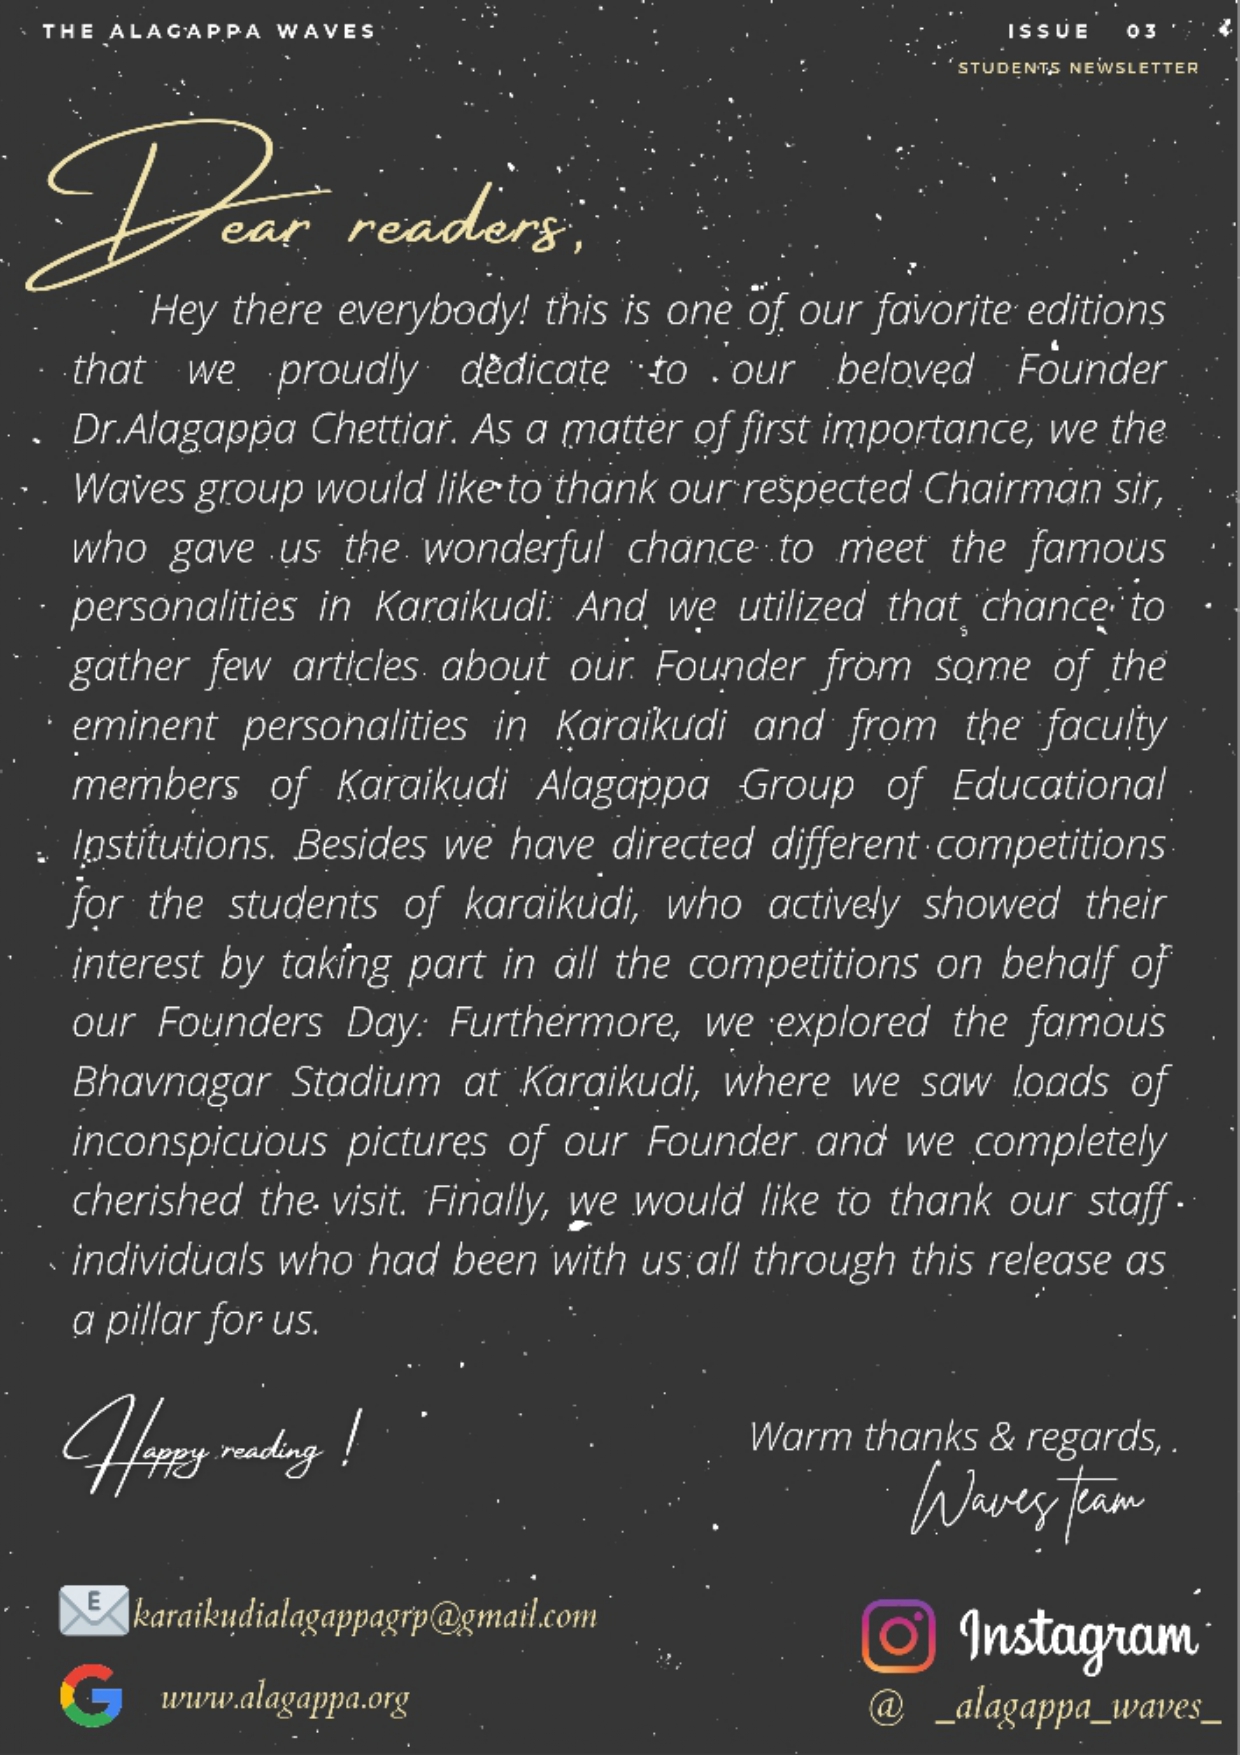 THE ALAGAPPA WAVES
ISSUE 03
STUDENTS NEWSLETTER
Dear readers,
Hey there everybody! this is one of our favorite editions
that we proudly dedicate to our beloved Founder
Dr.Alagappa Chettiar. As a matter of first importance, we the
Waves group would like to thank our respected Chairman sir,
who gave us the wonderful chance to meet the famous
personalities in Karaikudi. And we utilized that chance to
gather few articles about our Founder from some of the
eminent personalities in Karaikudi and from the faculty
members of Karaikudi Alagappa Group of Educational
Institutions. Besides we have directed different competitions
for the students of karaikudi, who actively showed their
interest by taking part in all the competitions on behalf of
our Founders Day. Furthermore, we explored the famous
Bhavnagar Stadium at Karaikudi, where we saw loads of
inconspicuous pictures of our Founder and we completely
cherished the visit. Finally, we would like to thank our staff
individuals who had been with us all through this release as
a pillar for us.
Happy reading !
Warm thanks & regards,
Waves Team
E
karaikudialagappagrp@gmail.com
Instagram
www.alagappa.org
@ _alagappa_waves_